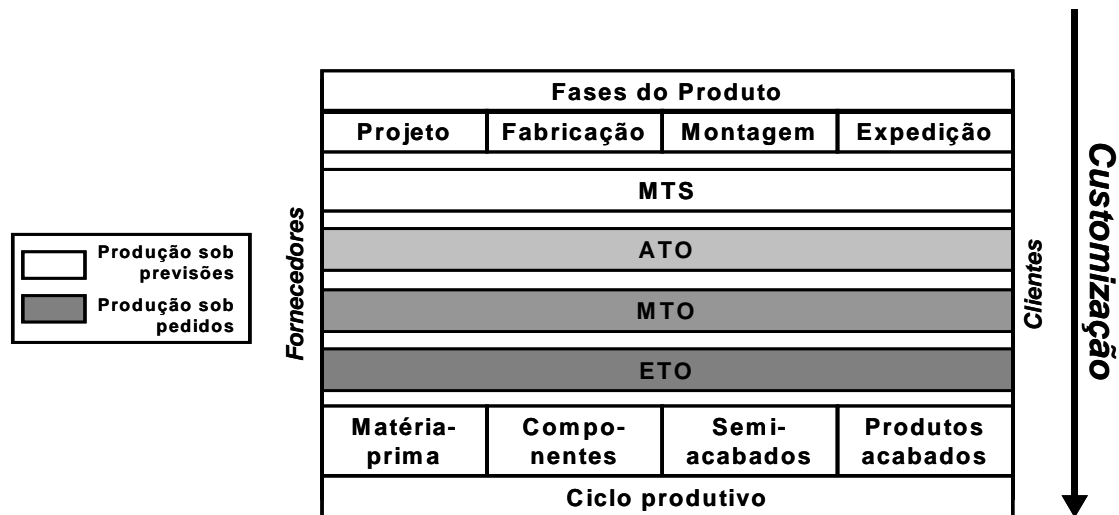 Fases do Produto
Projeto
Fabricação
Montagem
Expedição
MTS
ATO
MTO
ETO
Matéria-
prima
Compo-
nentes
Semi-
acabados
Produtos
acabados
Ciclo produtivo
Fornecedores
Clientes
Customização
Produção sob
previsões
Produção sob
pedidos